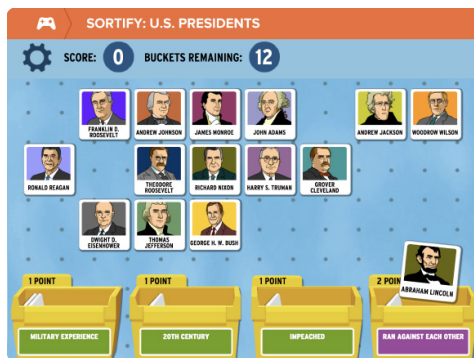 SORTIFY: U.S. PRESIDENTS
SCORE: 0 BUCKETS REMAINING: 12
FRANKLIN D. ROOSEVELT
ANDREW JOHNSON
JAMES MONROE
JOHN ADAMS
ANDREW JACKSON
WOODROW WILSON
RONALD REAGAN
THEODORE ROOSEVELT
RICHARD NIXON
HARRY S. TRUMAN
GROVER CLEVELAND
DWIGHT D. EISENHOWER
THOMAS JEFFERSON
GEORGE H. W. BUSH
ABRAHAM LINCOLN
1 POINT
1 POINT
1 POINT
2 POIN
MILITARY EXPERIENCE
20TH CENTURY
IMPEACHED
RAN AGAINST EACH OTHER